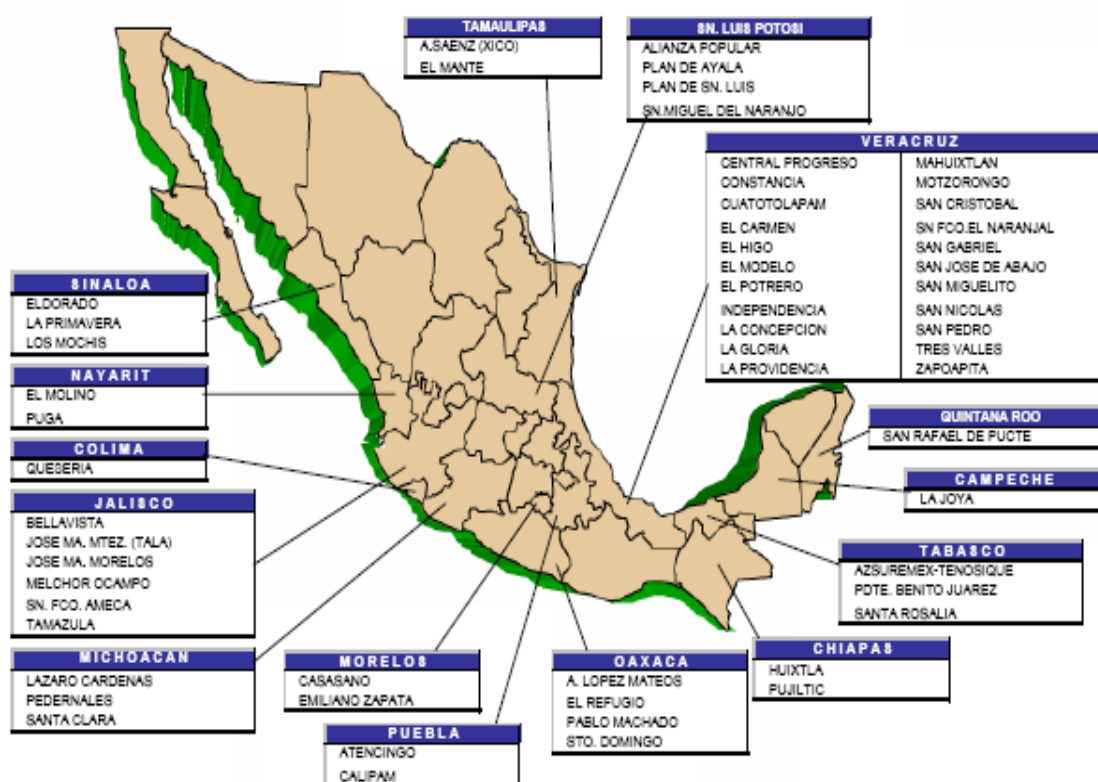 TAMAULIPAS
A.SAENZ (XICO)
EL MANTE
SN. LUIS POTOSI
ALIANZA POPULAR
PLAN DE AYALA
PLAN DE SN. LUIS
SN.MIGUEL DEL NARANJO
VERACRUZ
CENTRAL PROGRESO
CONSTANCIA
CUATOTOLAPAM
EL CARMEN
EL HIGO
EL MODELO
EL POTRERO
INDEPENDENCIA
LA CONCEPCION
LA GLORIA
LA PROVIDENCIA
MAHUIXTLAN
MOTZORONGO
SAN CRISTOBAL
SN FCO.EL NARANJAL
SAN GABRIEL
SAN JOSE DE ABAJO
SAN MIGUELITO
SAN NICOLAS
SAN PEDRO
TRES VALLES
ZAPOAPITA
SINALOA
ELDORADO
LA PRIMAVERA
LOS MOCHIS
NAYARIT
EL MOLINO
PUGA
COLIMA
QUESERIA
JALISCO
BELLAVISTA
JOSE MA. MTEZ. (TALA)
JOSE MA. MORELOS
MELCHOR OCAMPO
SN. FCO. AMECA
TAMAZULA
MICHOACAN
LAZARO CARDENAS
PEDERNALES
SANTA CLARA
MORELOS
CASASANO
EMILIANO ZAPATA
PUEBLA
ATENCINGO
CALIPAM
OAXACA
A. LOPEZ MATEOS
EL REFUGIO
PABLO MACHADO
STO. DOMINGO
CHIAPAS
HUIXTLA
PUJILTIC
TABASCO
AZSUREMEX-TENOSIQUE
PDTE. BENITO JUAREZ
SANTA ROSALIA
CAMPECHE
LA JOYA
QUINTANA ROO
SAN RAFAEL DE PUCTE